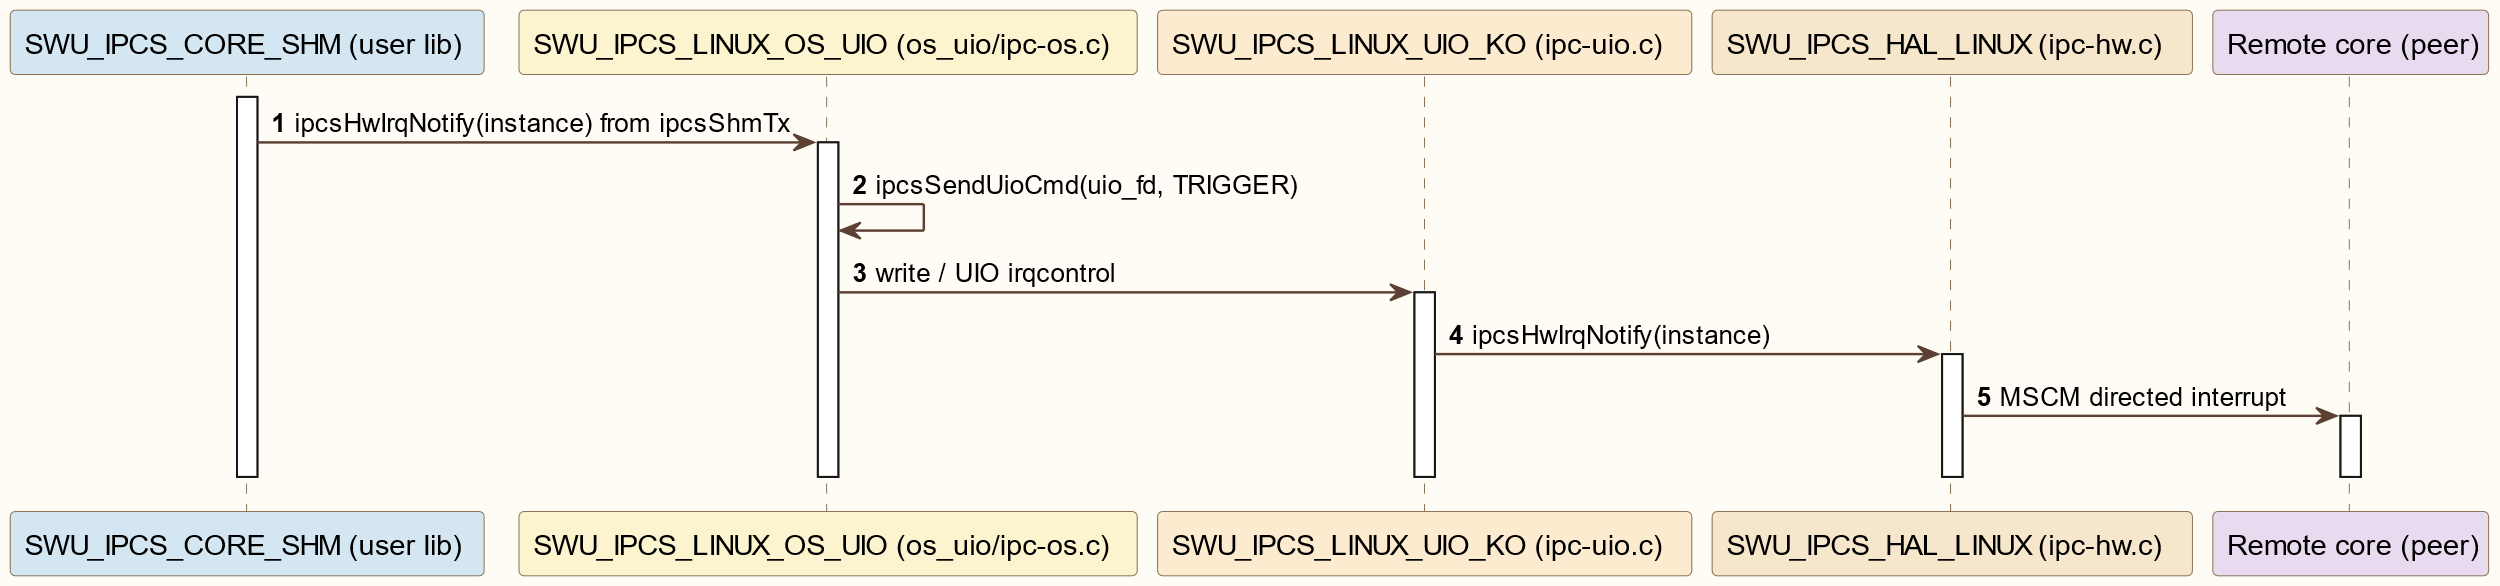 SWU_IPCS_CORE_SHM (user lib)
SWU_IPCS_LINUX_OS_UIO (os_uio/ipc-os.c)
SWU_IPCS_LINUX_UIO_KO (ipc-uio.c)
SWU_IPCS_HAL_LINUX (ipc-hw.c)
Remote core (peer)
1 ipcsHwIrqNotify(instance) from ipcsShmTx
2 ipcsSendUioCmd(uio_fd, TRIGGER)
3 write / UIO irqcontrol
4 ipcsHwIrqNotify(instance)
5 MSCM directed interrupt
SWU_IPCS_CORE_SHM (user lib)
SWU_IPCS_LINUX_OS_UIO (os_uio/ipc-os.c)
SWU_IPCS_LINUX_UIO_KO (ipc-uio.c)
SWU_IPCS_HAL_LINUX (ipc-hw.c)
Remote core (peer)